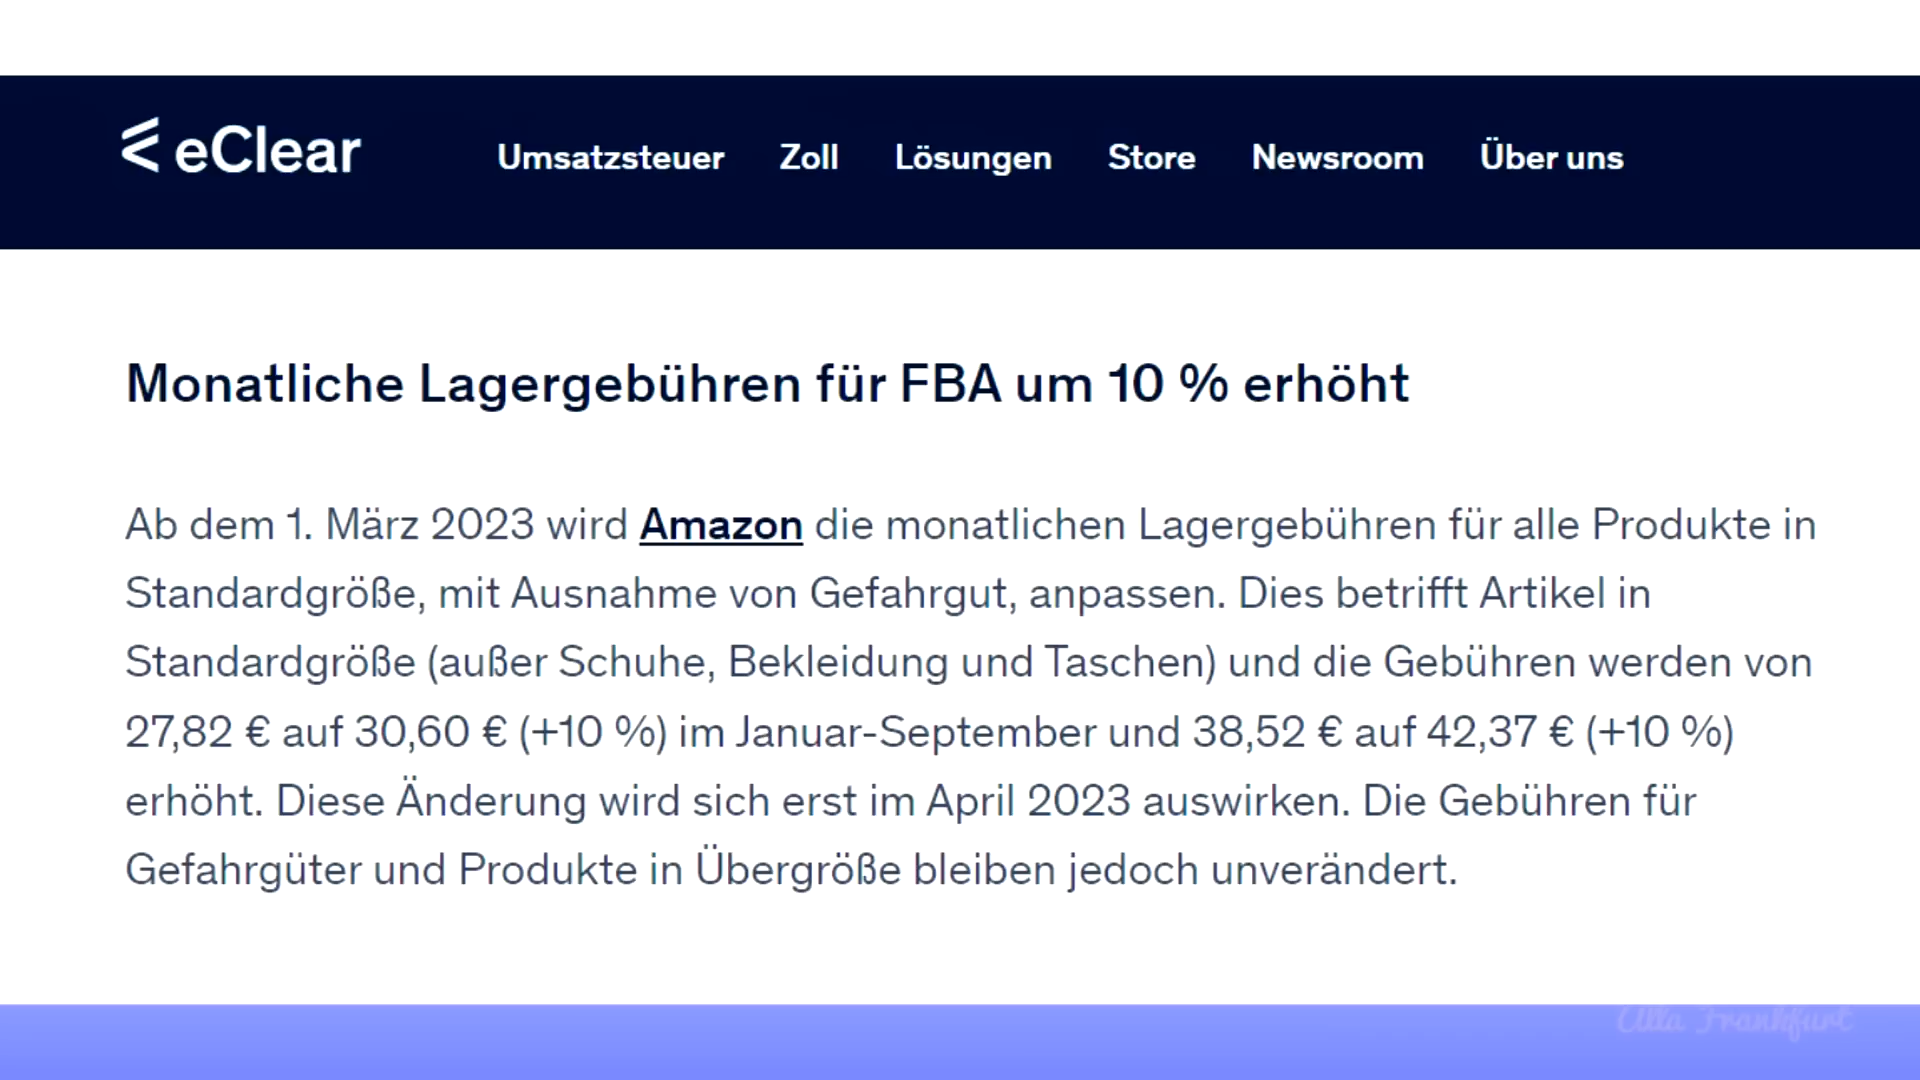 eClear
Umsatzsteuer Zoll Lösungen Store Newsroom Über uns
Monatliche Lagergebühren für FBA um 10 % erhöht
Ab dem 1. März 2023 wird Amazon die monatlichen Lagergebühren für alle Produkte in
Standardgröße, mit Ausnahme von Gefahrgut, anpassen. Dies betrifft Artikel in
Standardgröße (außer Schuhe, Bekleidung und Taschen) und die Gebühren werden von
27,82 € auf 30,60 € (+10 %) im Januar-September und 38,52 € auf 42,37 € (+10 %)
erhöht. Diese Änderung wird sich erst im April 2023 auswirken. Die Gebühren für
Gefahrgüter und Produkte in Übergröße bleiben jedoch unverändert.
Alla Frankfurt